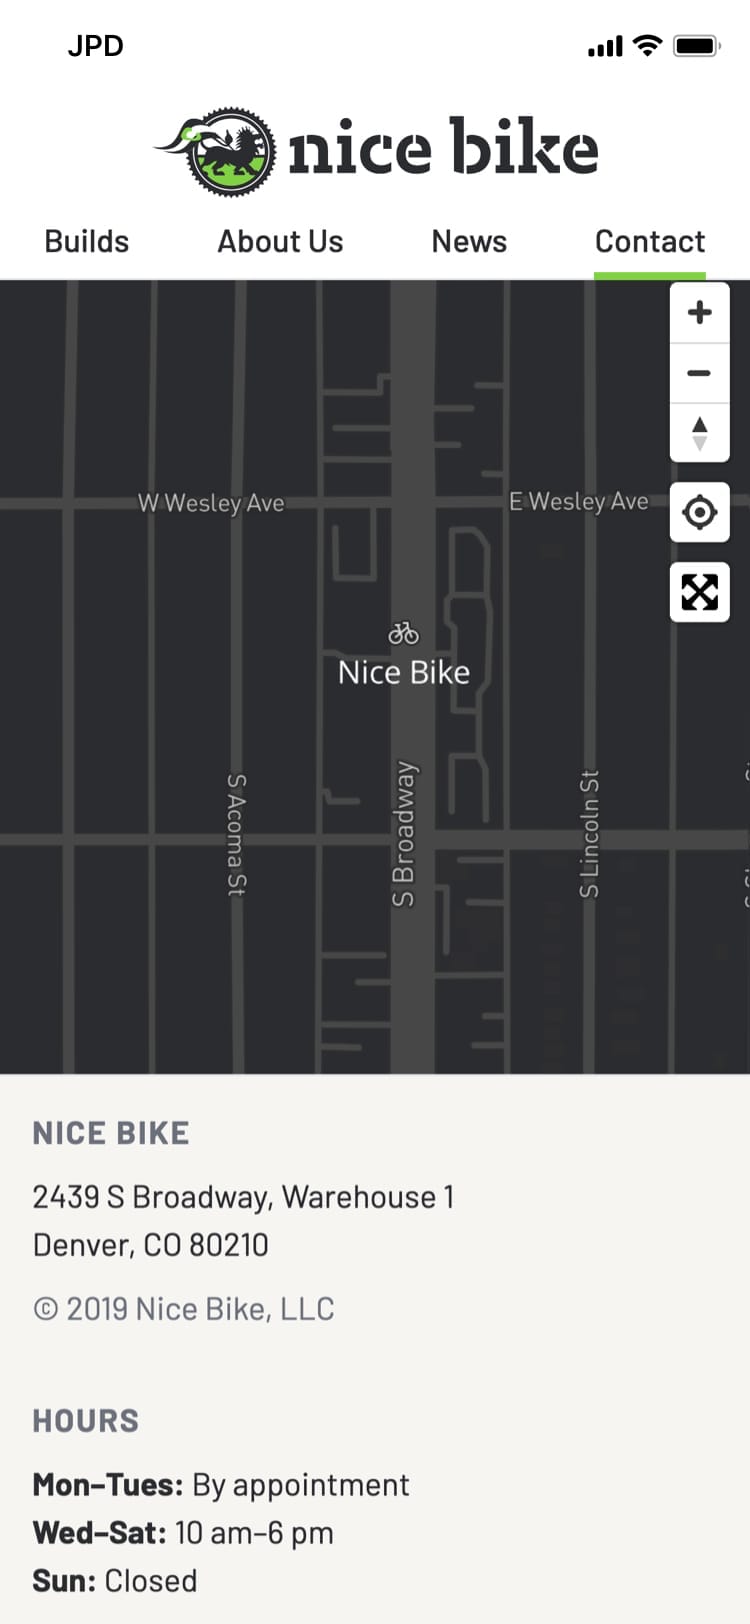 JPD
nice bike
Builds
About Us
News
Contact
W Wesley Ave
E Wesley Ave
Nice Bike
S Acoma St
S Broadway
S Lincoln St
NICE BIKE
2439 S Broadway, Warehouse 1
Denver, CO 80210
© 2019 Nice Bike, LLC
HOURS
Mon–Tues: By appointment
Wed–Sat: 10 am–6 pm
Sun: Closed